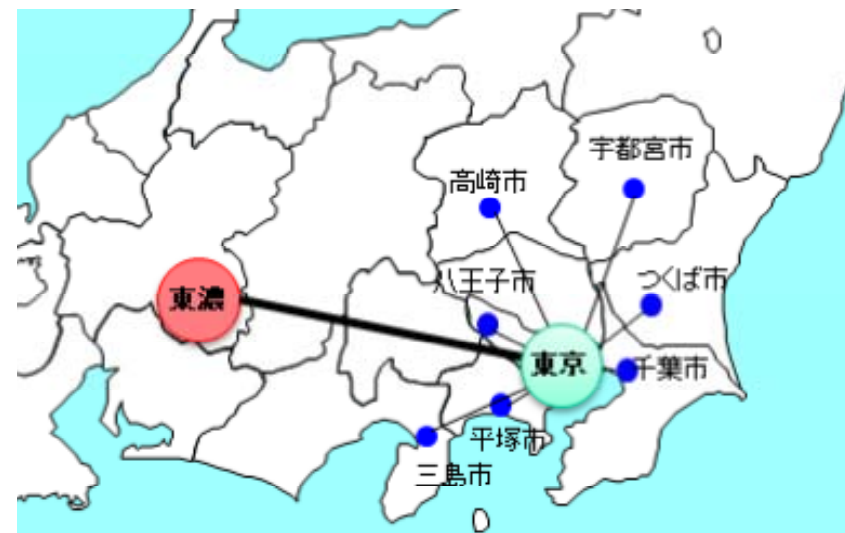 宇都宮市
高崎市
八王子市
つくば市
東濃
東京
千葉市
平塚市
三島市